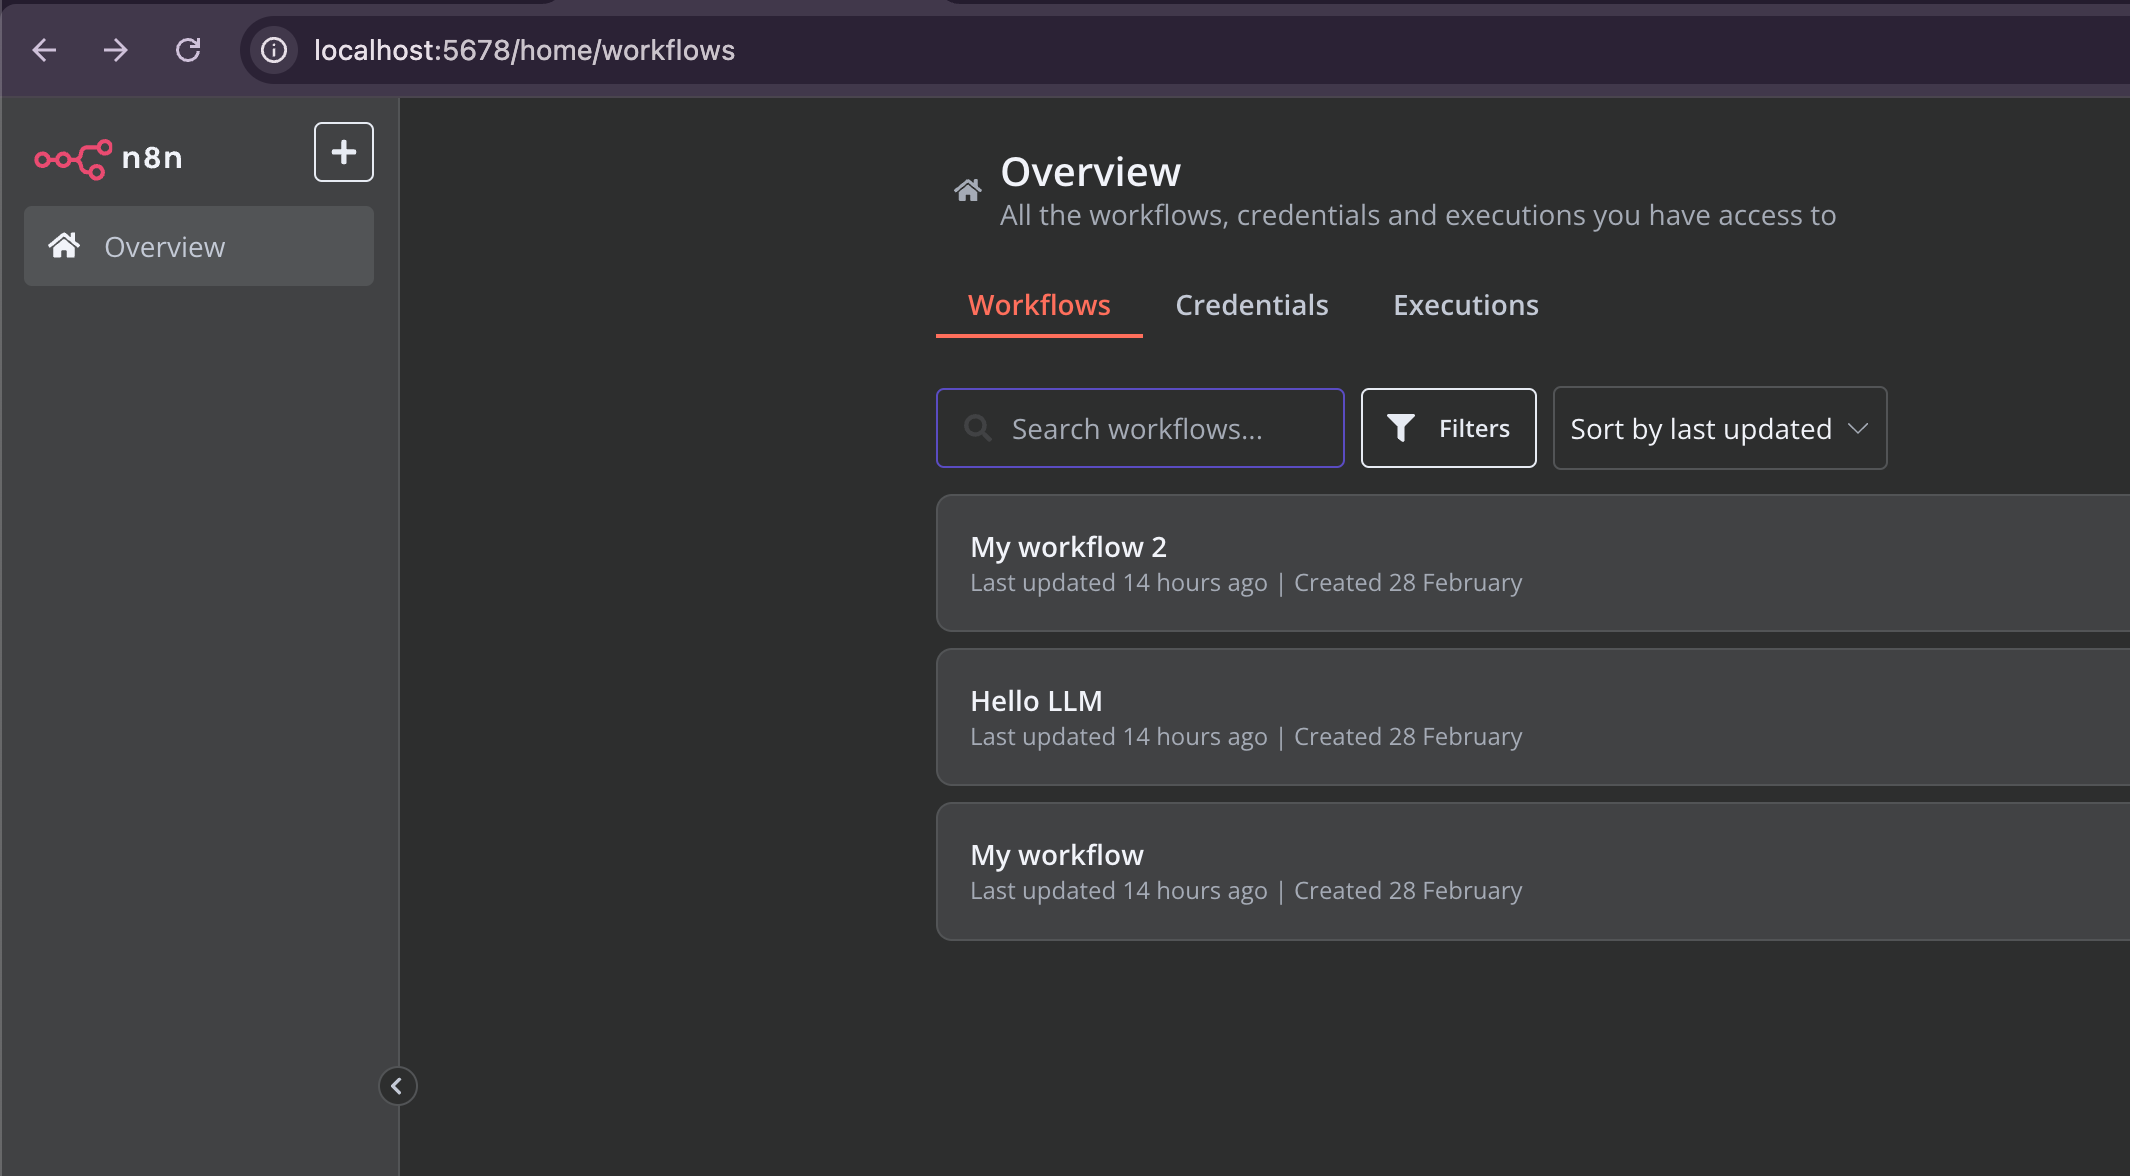 localhost:5678/home/workflows
n8n
Overview
Overview
All the workflows, credentials and executions you have access to
Workflows Credentials Executions
Search workflows... Filters Sort by last updated
My workflow 2
Last updated 14 hours ago | Created 28 February
Hello LLM
Last updated 14 hours ago | Created 28 February
My workflow
Last updated 14 hours ago | Created 28 February